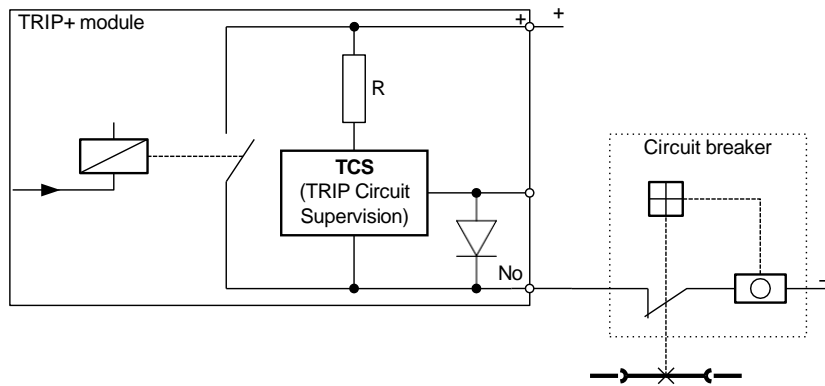 TRIP+ module
+
+
R
TCS
(TRIP Circuit
Supervision)
Circuit breaker
No
-